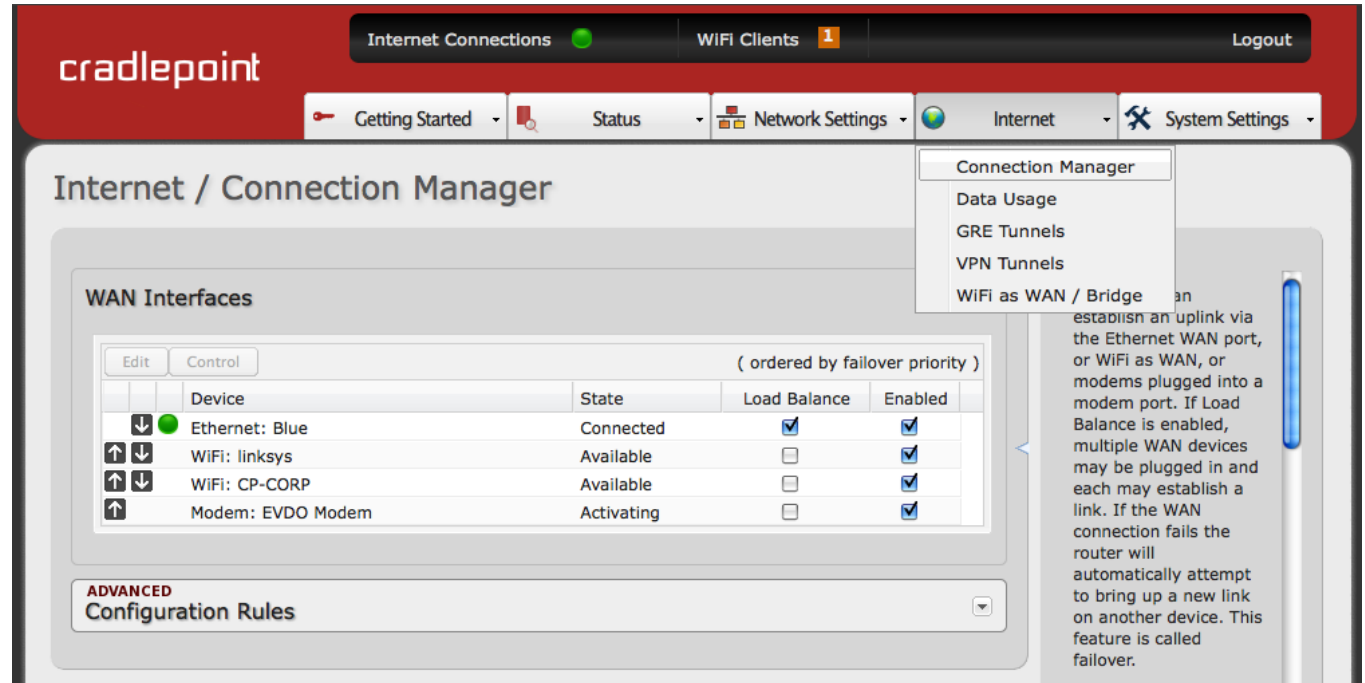 Internet Connections WiFi Clients 1 Logout
cradlepoint
Getting Started Status Network Settings Internet System Settings
Connection Manager
Data Usage
GRE Tunnels
VPN Tunnels
WiFi as WAN / Bridge
Internet / Connection Manager
WAN Interfaces
Edit Control ( ordered by failover priority )
Device State Load Balance Enabled
Ethernet: Blue Connected
WiFi: linksys Available
WiFi: CP-CORP Available
Modem: EVDO Modem Activating
ADVANCED
Configuration Rules
an
establish an uplink via
the Ethernet WAN port,
or WiFi as WAN, or
modems plugged into a
modem port. If Load
Balance is enabled,
multiple WAN devices
may be plugged in and
each may establish a
link. If the WAN
connection fails the
router will
automatically attempt
to bring up a new link
on another device. This
feature is called
failover.